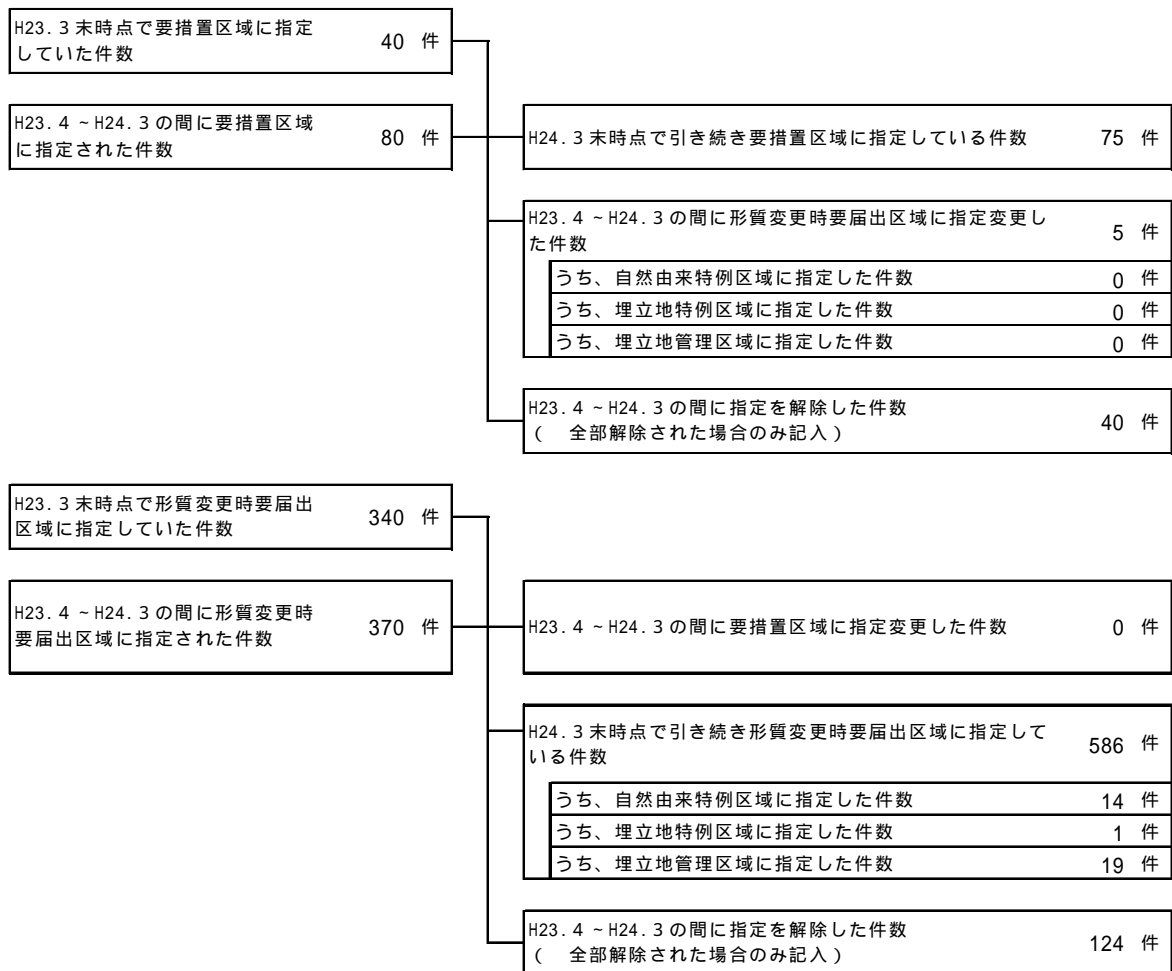 H23.3末時点で要措置区域に指定
していた件数 40 件
H23.4~H24.3の間に要措置区域
に指定された件数 80 件
H24.3末時点で引き続き要措置区域に指定している件数 75 件
H23.4~H24.3の間に形質変更時要届出区域に指定変更し
た件数 5 件
うち、自然由来特例区域に指定した件数 0 件
うち、埋立地特例区域に指定した件数 0 件
うち、埋立地管理区域に指定した件数 0 件
H23.4~H24.3の間に指定を解除した件数
( 全部解除された場合のみ記入) 40 件
H23.3末時点で形質変更時要届出
区域に指定していた件数 340 件
H23.4~H24.3の間に形質変更時
要届出区域に指定された件数 370 件
H23.4~H24.3の間に要措置区域に指定変更した件数 0 件
H24.3末時点で引き続き形質変更時要届出区域に指定して
いる件数 586 件
うち、自然由来特例区域に指定した件数 14 件
うち、埋立地特例区域に指定した件数 1 件
うち、埋立地管理区域に指定した件数 19 件
H23.4~H24.3の間に指定を解除した件数
( 全部解除された場合のみ記入) 124 件